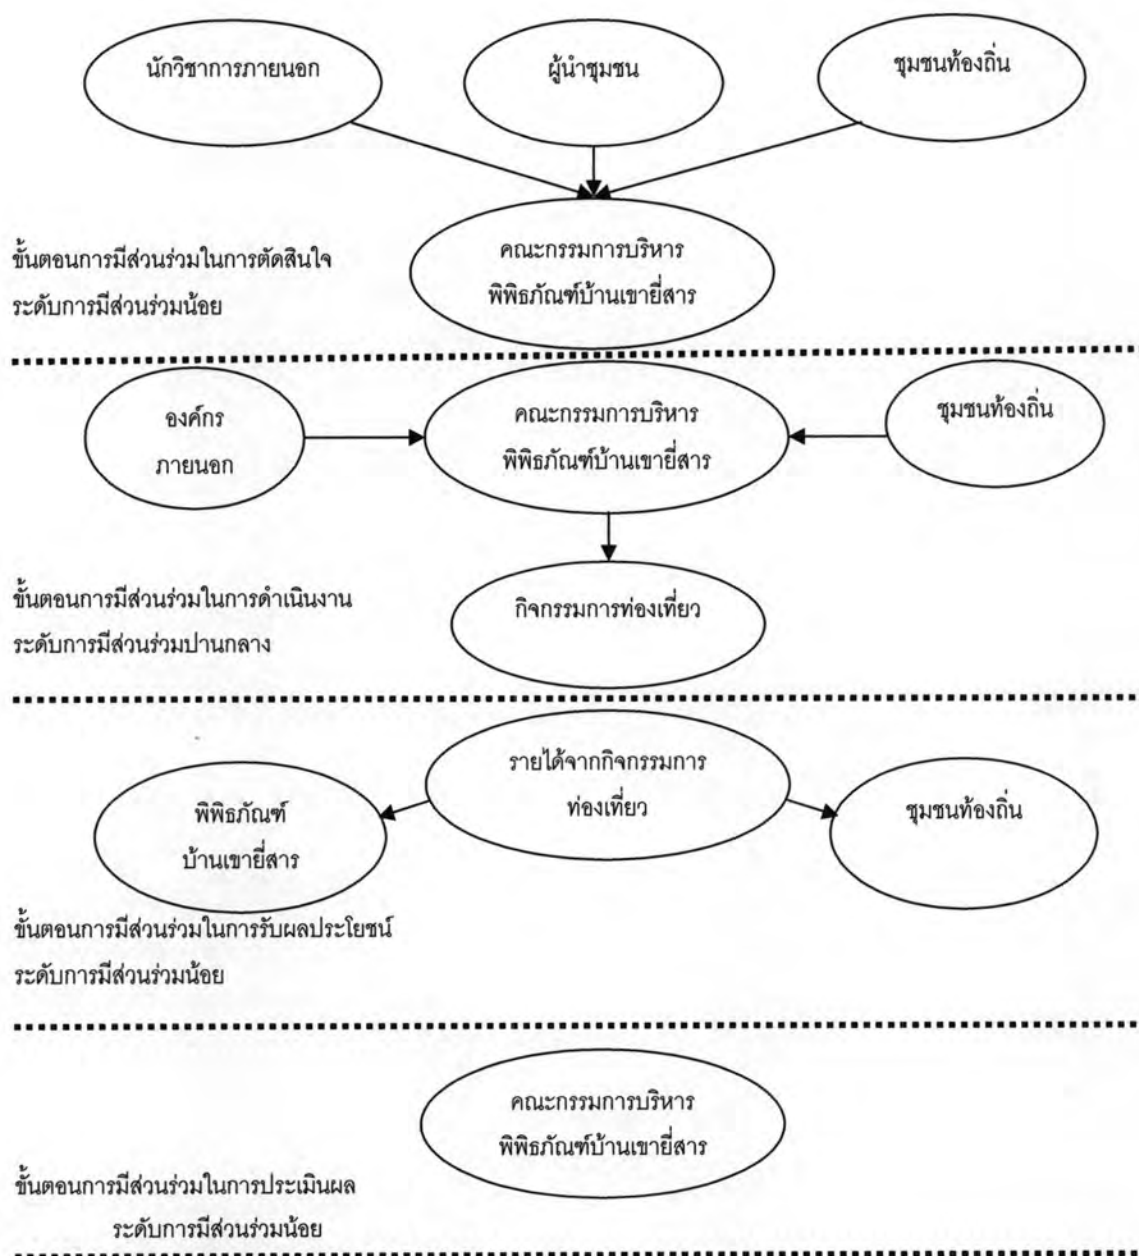 นักวิชาการภายนอก
ผู้นำชุมชน
ชุมชนท้องถิ่น
คณะกรรมการบริหาร
พิพิธภัณฑ์บ้านเขายี่สาร
ขั้นตอนการมีส่วนร่วมในการตัดสินใจ
ระดับการมีส่วนร่วมน้อย
องค์กร
ภายนอก
คณะกรรมการบริหาร
พิพิธภัณฑ์บ้านเขายี่สาร
ชุมชนท้องถิ่น
กิจกรรมการท่องเที่ยว
ขั้นตอนการมีส่วนร่วมในการดำเนินงาน
ระดับการมีส่วนร่วมปานกลาง
รายได้จากกิจกรรมการ
ท่องเที่ยว
พิพิธภัณฑ์
บ้านเขายี่สาร
ชุมชนท้องถิ่น
ขั้นตอนการมีส่วนร่วมในการรับผลประโยชน์
ระดับการมีส่วนร่วมน้อย
คณะกรรมการบริหาร
พิพิธภัณฑ์บ้านเขายี่สาร
ขั้นตอนการมีส่วนร่วมในการประเมินผล
ระดับการมีส่วนร่วมน้อย